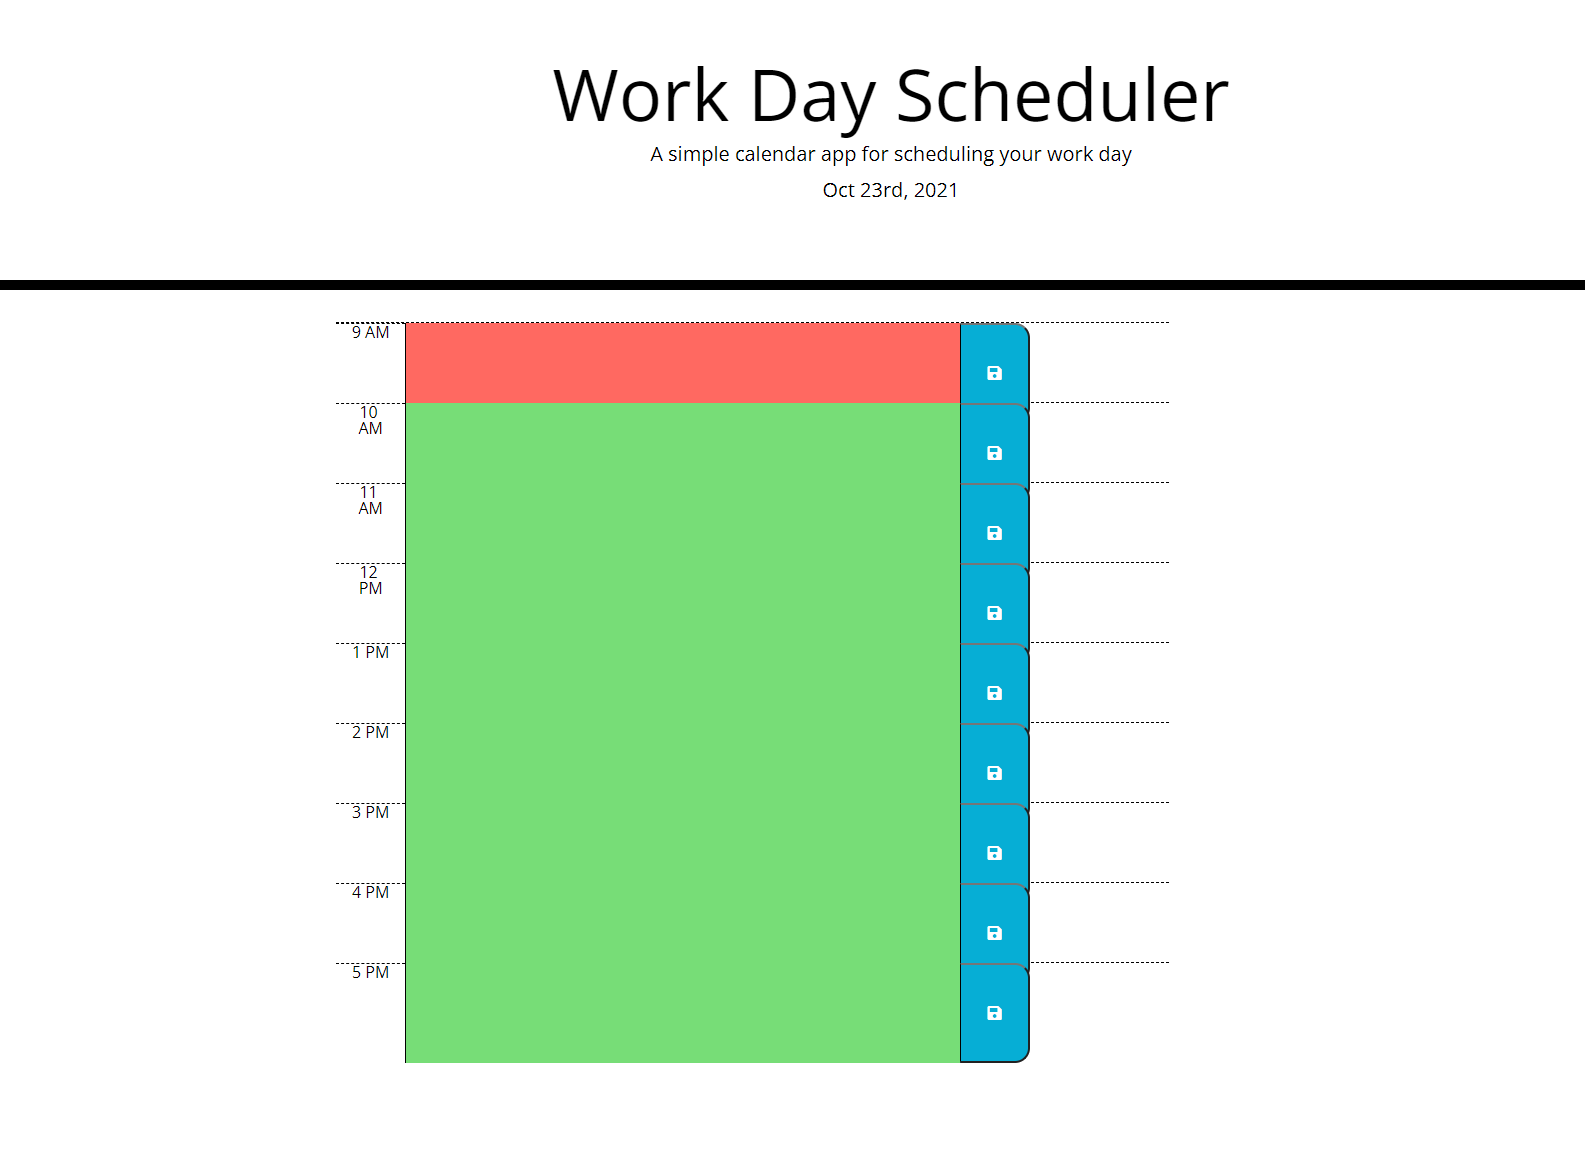 Work Day Scheduler
A simple calendar app for scheduling your work day
Oct 23rd, 2021
9 AM
10
AM
11
AM
12
PM
1 PM
2 PM
3 PM
4 PM
5 PM